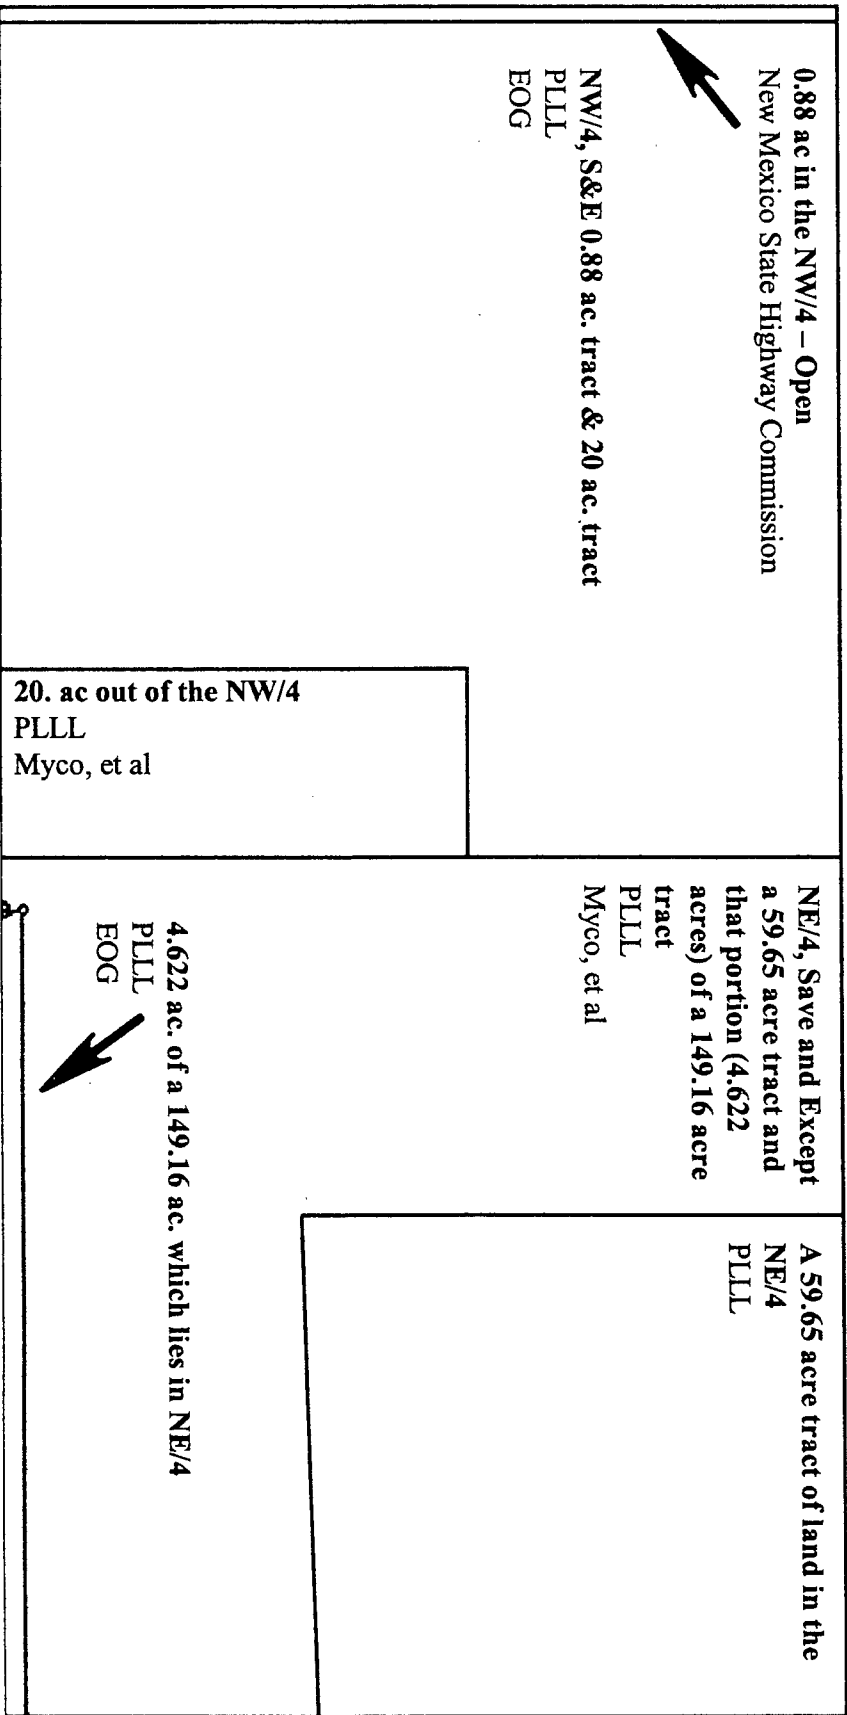 0.88 ac in the NW/4 – Open
New Mexico State Highway Commission
NW/4, S&E 0.88 ac. tract & 20 ac. tract
PLLL
EOG
20. ac out of the NW/4
PLLL
Myco, et al
NE/4, Save and Except
a 59.65 acre tract and
that portion (4.622
acres) of a 149.16 acre
tract
PLLL
Myco, et al
A 59.65 acre tract of land in the
NE/4
PLLL
4.622 ac. of a 149.16 ac. which lies in NE/4
PLLL
EOG